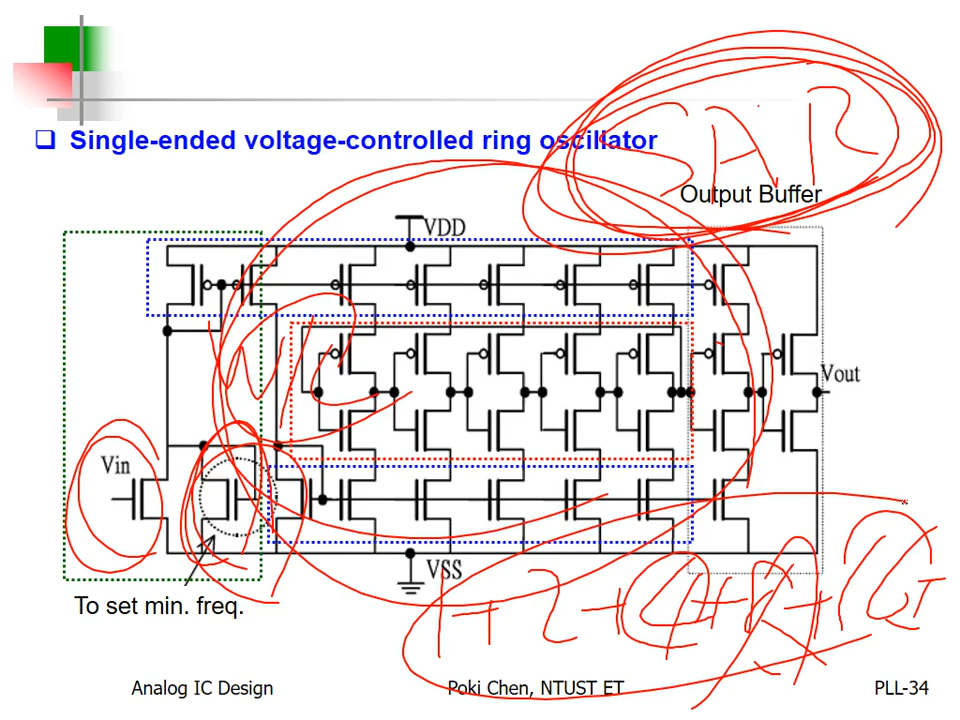 Single-ended voltage-controlled ring oscillator
SAR
Output Buffer
VDD
Vout
Vin
VSS
To set min. freq.
Analog IC Design
Poki Chen, NTUST ET
PLL-34